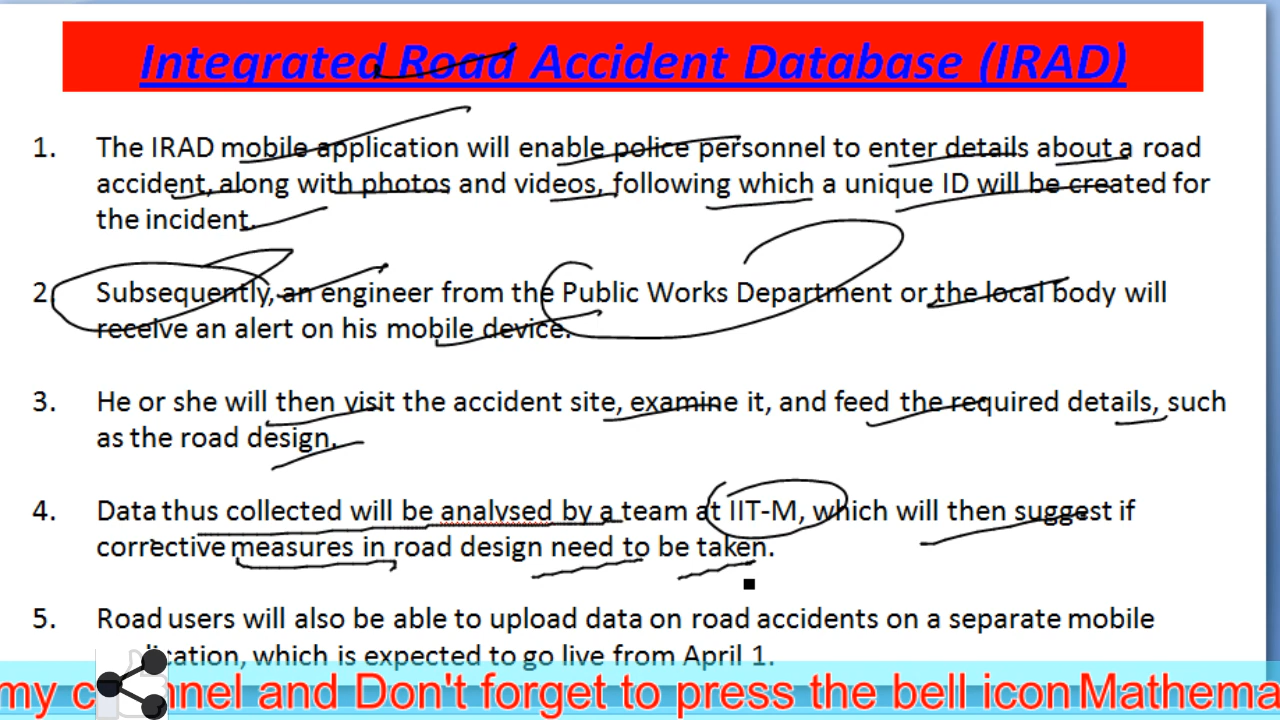 Integrated Road Accident Database (IRAD)
1. The IRAD mobile application will enable police personnel to enter details about a road
accident, along with photos and videos, following which a unique ID will be created for
the incident.
2. Subsequently, an engineer from the Public Works Department or the local body will
receive an alert on his mobile device.
3. He or she will then visit the accident site, examine it, and feed the required details, such
as the road design.
4. Data thus collected will be analysed by a team at IIT-M, which will then suggest if
corrective measures in road design need to be taken.
5. Road users will also be able to upload data on road accidents on a separate mobile
which is expected to go live from April 1.
my and Don't forget to press the bell icon Mathema